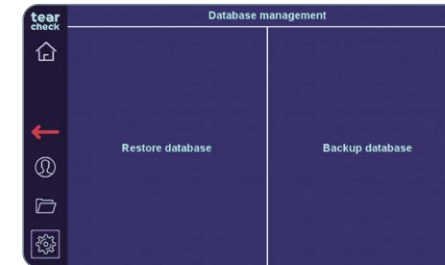 tear
check
Database management
Restore database
Backup database